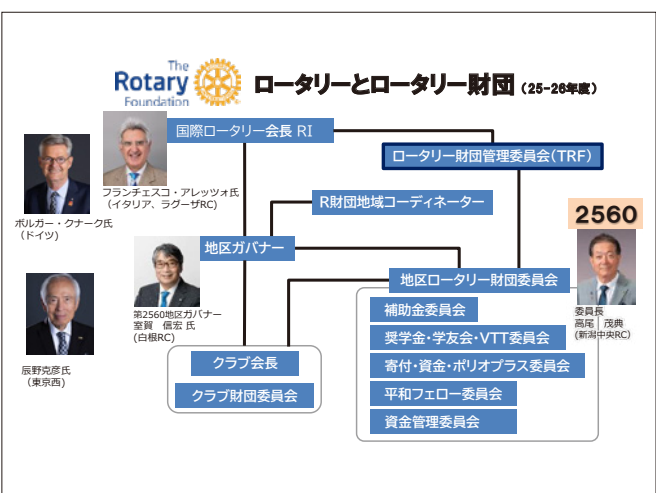 The
Rotary
Foundation
ロータリーとロータリー財団（25-26年度）
国際ロータリー会長 RI
ロータリー財団管理委員会（TRF）
フランチェスコ・アレッツォ氏
（イタリア、ラグーザRC）
ボルガー・クナーク氏
（ドイツ）
R財団地域コーディネーター
2560
地区ガバナー
地区ロータリー財団委員会
第2560地区ガバナー
室賀　信宏 氏
(白根RC)
委員長
高尾　茂典
(新潟中央RC）
補助金委員会
奨学金・学友会・VTT委員会
寄付・資金・ポリオプラス委員会
平和フェロー委員会
資金管理委員会
辰野克彦氏
（東京西)
クラブ会長
クラブ財団委員会